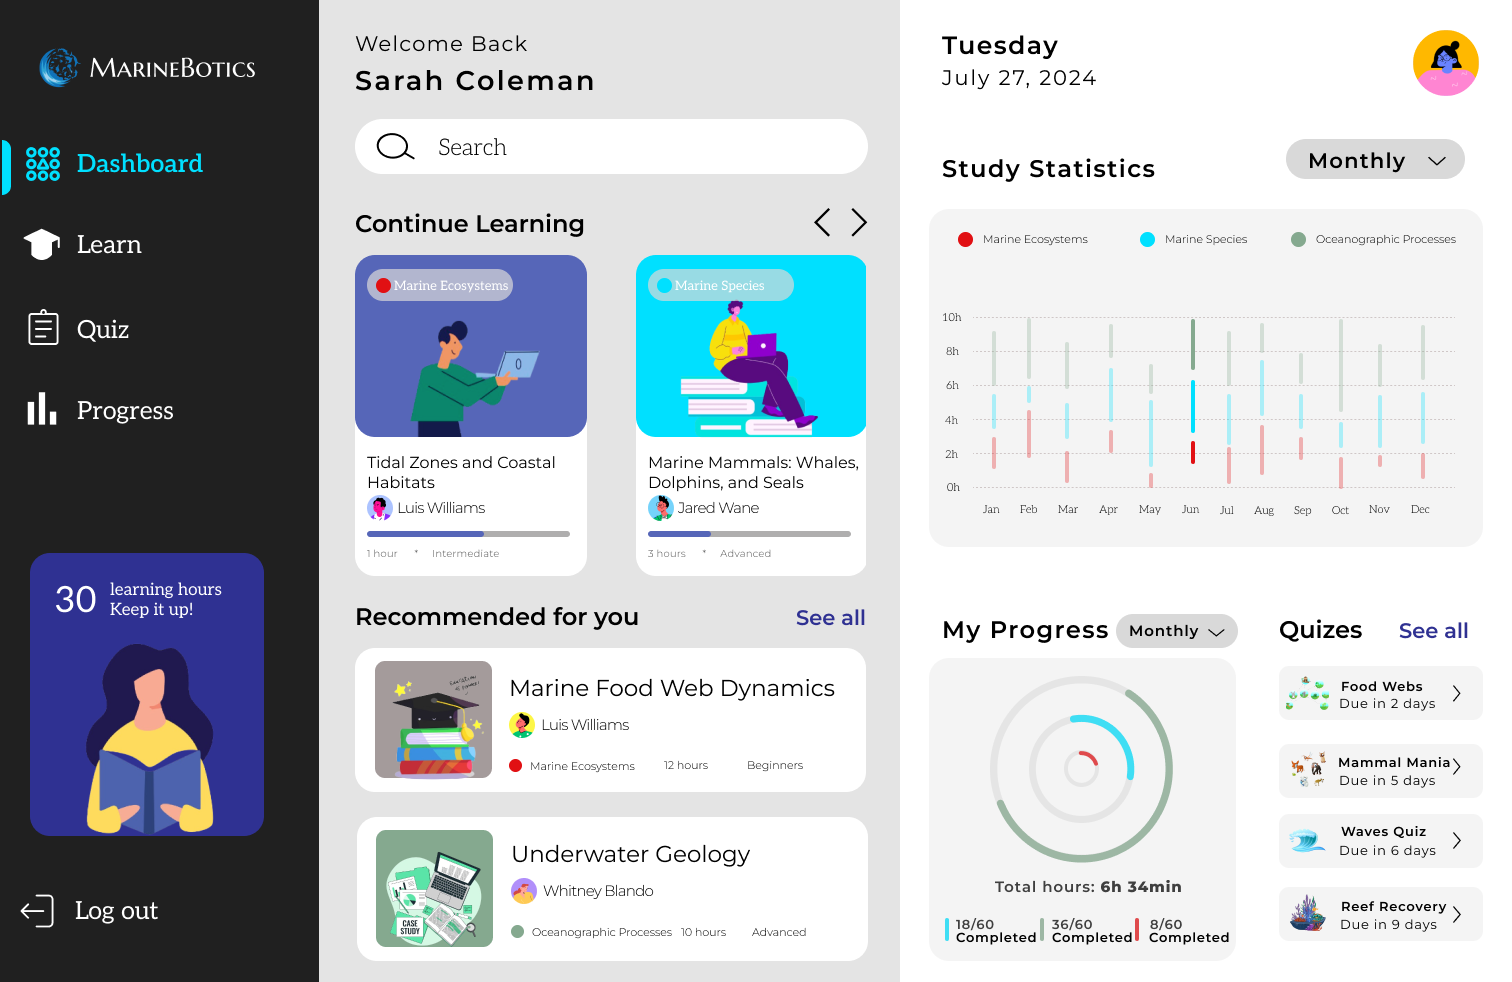 MarineBotics
Dashboard
Learn
Quiz
Progress
30
learning hours
Keep it up!
Log out
Welcome Back
Sarah Coleman
Search
Continue Learning
Marine Ecosystems
0
Tidal Zones and Coastal
Habitats
Luis Williams
1 hour * Intermediate
Marine Species
Marine Mammals: Whales,
Dolphins, and Seals
Jared Wane
3 hours * Advanced
Recommended for you
See all
Marine Food Web Dynamics
Luis Williams
Marine Ecosystems 12 hours Beginners
CASE
STUDY
Underwater Geology
Whitney Blando
Oceanographic Processes 10 hours Advanced
Tuesday
July 27, 2024
Study Statistics
Monthly
Marine Ecosystems Marine Species Oceanographic Processes
10h
8h
6h
4h
2h
0h
Jan Feb Mar Apr May Jun Jul Aug Sep Oct Nov Dec
My Progress
Monthly
Total hours: 6h 34min
18/60
Completed
36/60
Completed
8/60
Completed
Quizes
See all
Food Webs
Due in 2 days
Mammal Mania
Due in 5 days
Waves Quiz
Due in 6 days
Reef Recovery
Due in 9 days